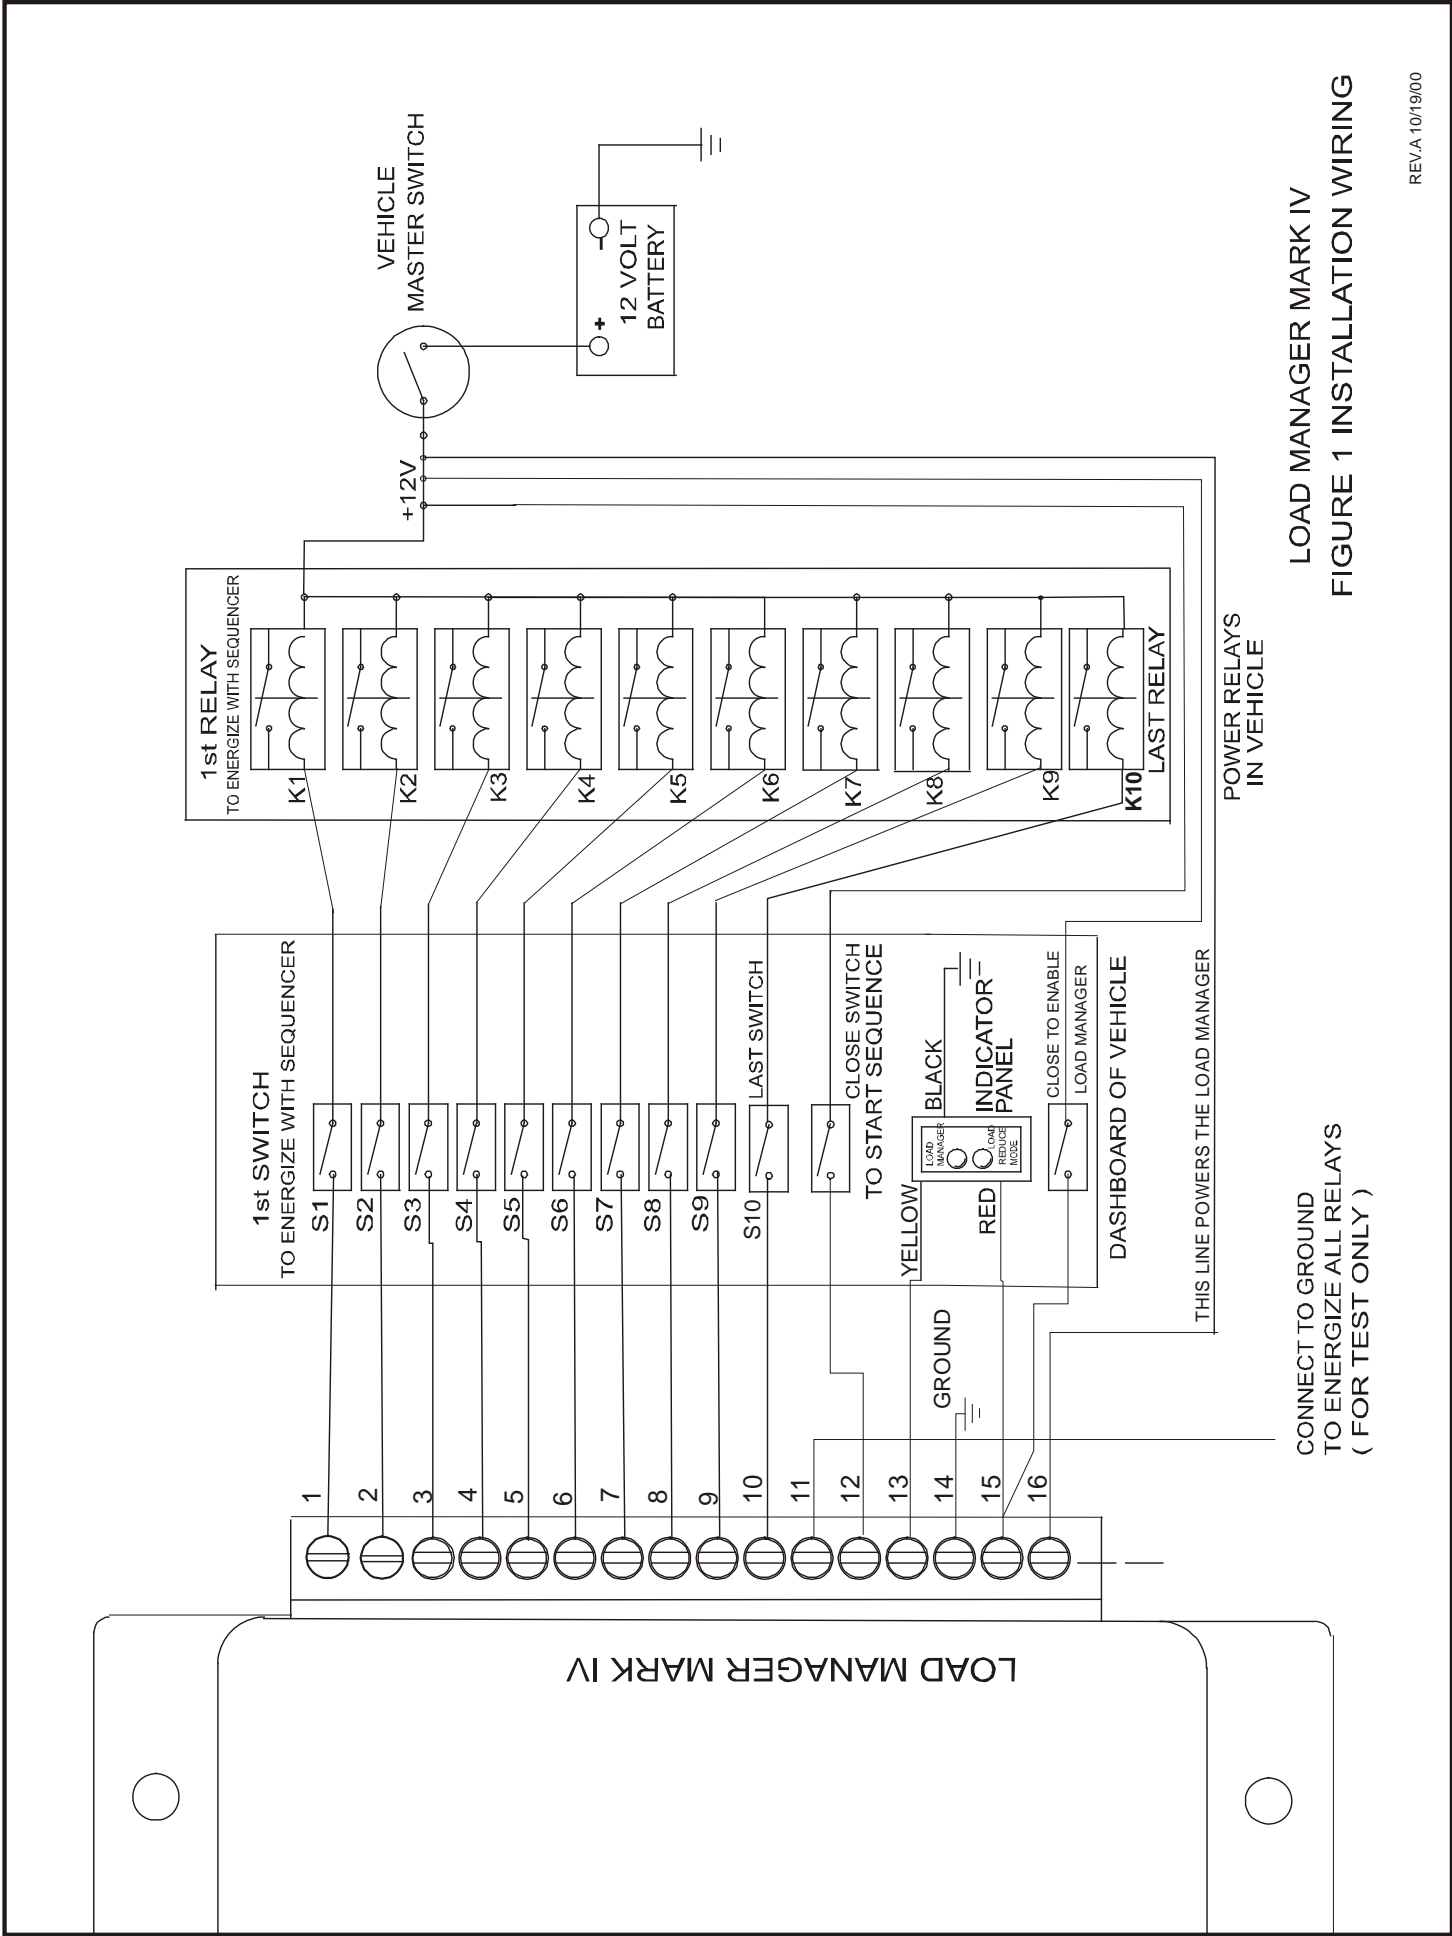 VEHICLE
MASTER SWITCH
+12V
12 VOLT
BATTERY
+
–
1st RELAY
TO ENERGIZE WITH SEQUENCER
K1
K2
K3
K4
K5
K6
K7
K8
K9
K10
LAST RELAY
POWER RELAYS
IN VEHICLE
1st SWITCH
TO ENERGIZE WITH SEQUENCER
S1
S2
S3
S4
S5
S6
S7
S8
S9
S10
LAST SWITCH
CLOSE SWITCH
TO START SEQUENCE
YELLOW
BLACK
RED
LOAD
MANAGER
LOAD
REDUCE
MODE
INDICATOR
PANEL
CLOSE TO ENABLE
LOAD MANAGER
DASHBOARD OF VEHICLE
THIS LINE POWERS THE LOAD MANAGER
GROUND
1
2
3
4
5
6
7
8
9
10
11
12
13
14
15
16
CONNECT TO GROUND
TO ENERGIZE ALL RELAYS
( FOR TEST ONLY )
LOAD MANAGER MARK IV
LOAD MANAGER MARK IV
FIGURE 1 INSTALLATION WIRING
REV.A 10/19/00